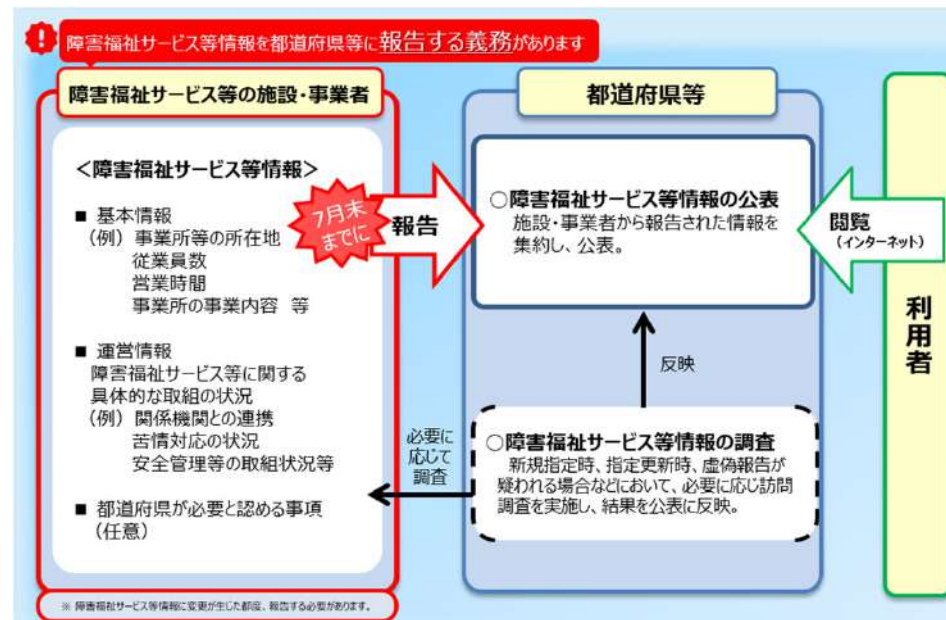 障害福祉サービス等情報を都道府県等に報告する義務があります
障害福祉サービス等の施設・事業者
<障害福祉サービス等情報>
■ 基本情報
(例)事業所等の所在地
従業員数
営業時間
事業所の事業内容 等
■ 運営情報
障害福祉サービス等に関する
具体的な取組の状況
(例)関係機関との連携
苦情対応の状況
安全管理等の取組状況等
■ 都道府県が必要と認める事項
(任意)
※ 障害福祉サービス等情報に変更が生じた都度、報告する必要があります。
7月末
までに
報告
必要に
応じて
調査
都道府県等
○障害福祉サービス等情報の公表
施設・事業者から報告された情報を
集約し、公表。
反映
○障害福祉サービス等情報の調査
新規指定時、指定更新時、虚偽報告が
疑われる場合などにおいて、必要に応じ訪問
調査を実施し、結果を公表に反映。
閲覧
(インターネット)
利用者